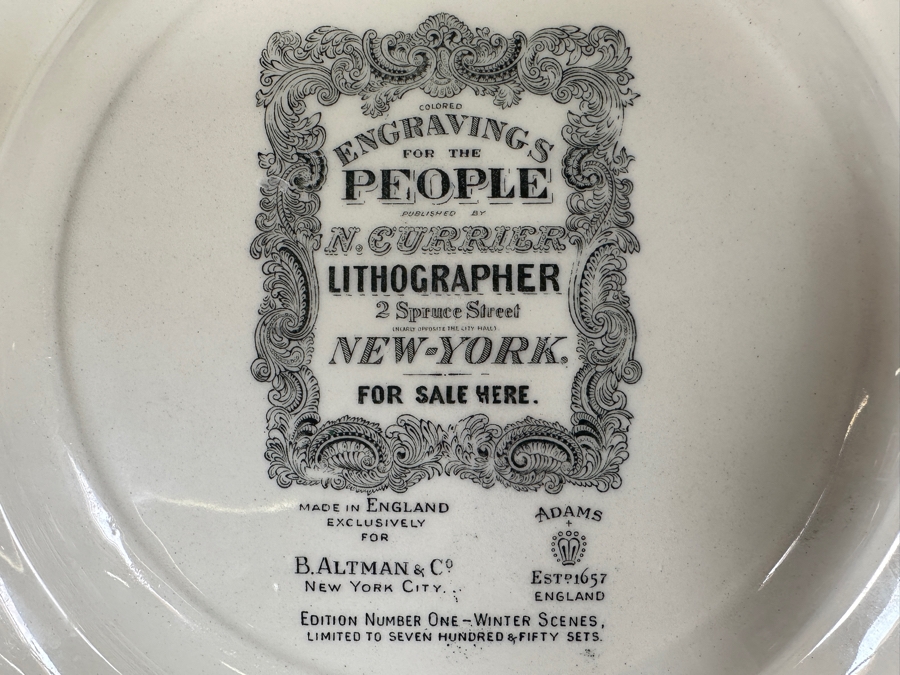 COLORED
ENGRAVINGS
FOR THE
PEOPLE
PUBLISHED BY
N. CURRIER
LITHOGRAPHER
2 Spruce Street
(NEARLY OPPOSITE THE CITY HALL)
NEW-YORK.
FOR SALE HERE.
MADE IN ENGLAND
EXCLUSIVELY
FOR
B. ALTMAN & Cº
NEW YORK CITY.
ADAMS
ESTD 1657
ENGLAND
EDITION NUMBER ONE – WINTER SCENES,
LIMITED TO SEVEN HUNDRED & FIFTY SETS.